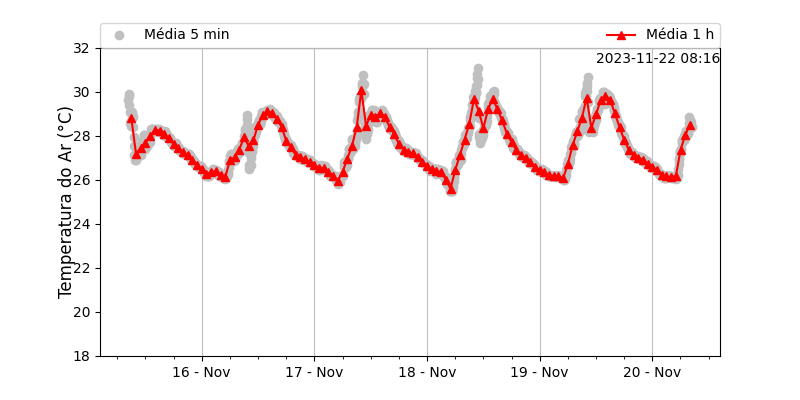 Média 5 min
Média 1 h
2023-11-22 08:16
Temperatura do Ar (°C)
32
30
28
26
24
22
20
18
16 - Nov
17 - Nov
18 - Nov
19 - Nov
20 - Nov